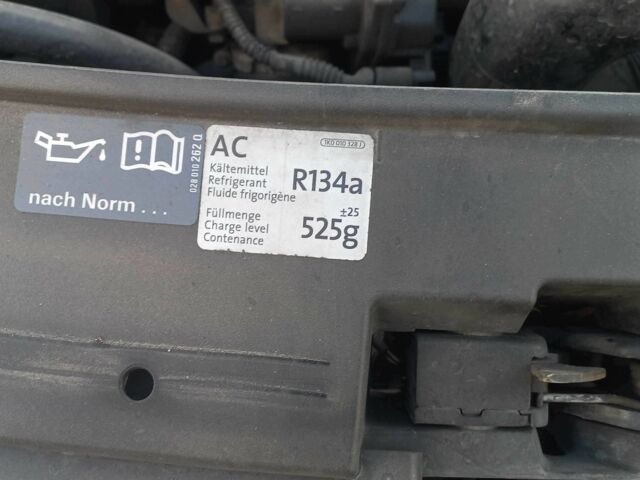 nach Norm ...
028 010 262 Q
AC
1K0 010 328 J
Kältemittel
Refrigerant
Fluide frigorigène
R134a
Füllmenge
Charge level
Contenance
±25
525g